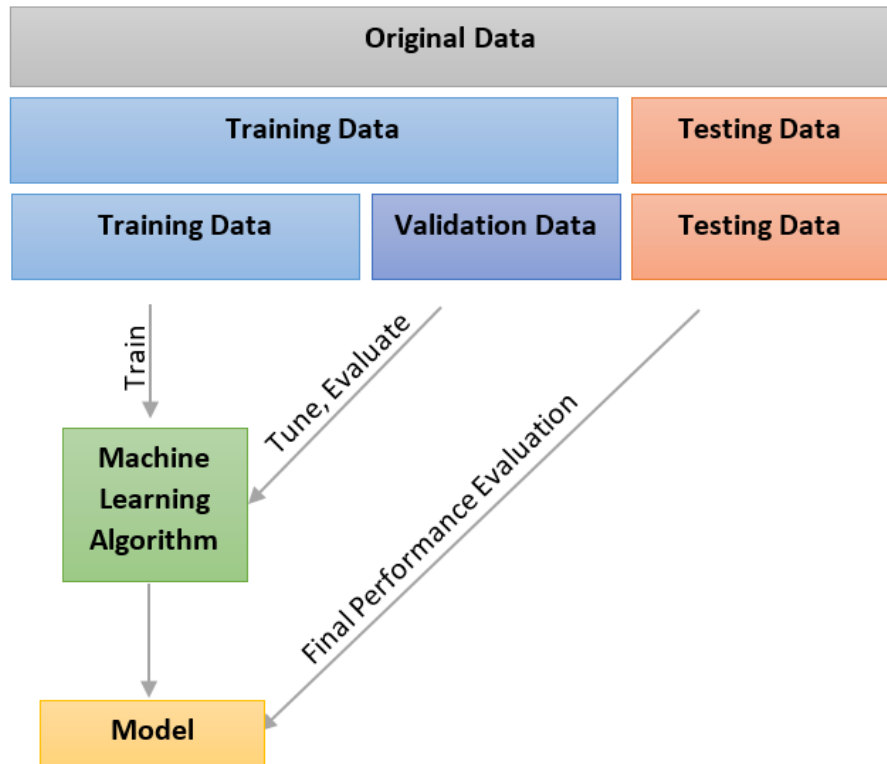 Original Data
Training Data
Testing Data
Training Data
Validation Data
Testing Data
Train
Tune, Evaluate
Final Performance Evaluation
Machine
Learning
Algorithm
Model